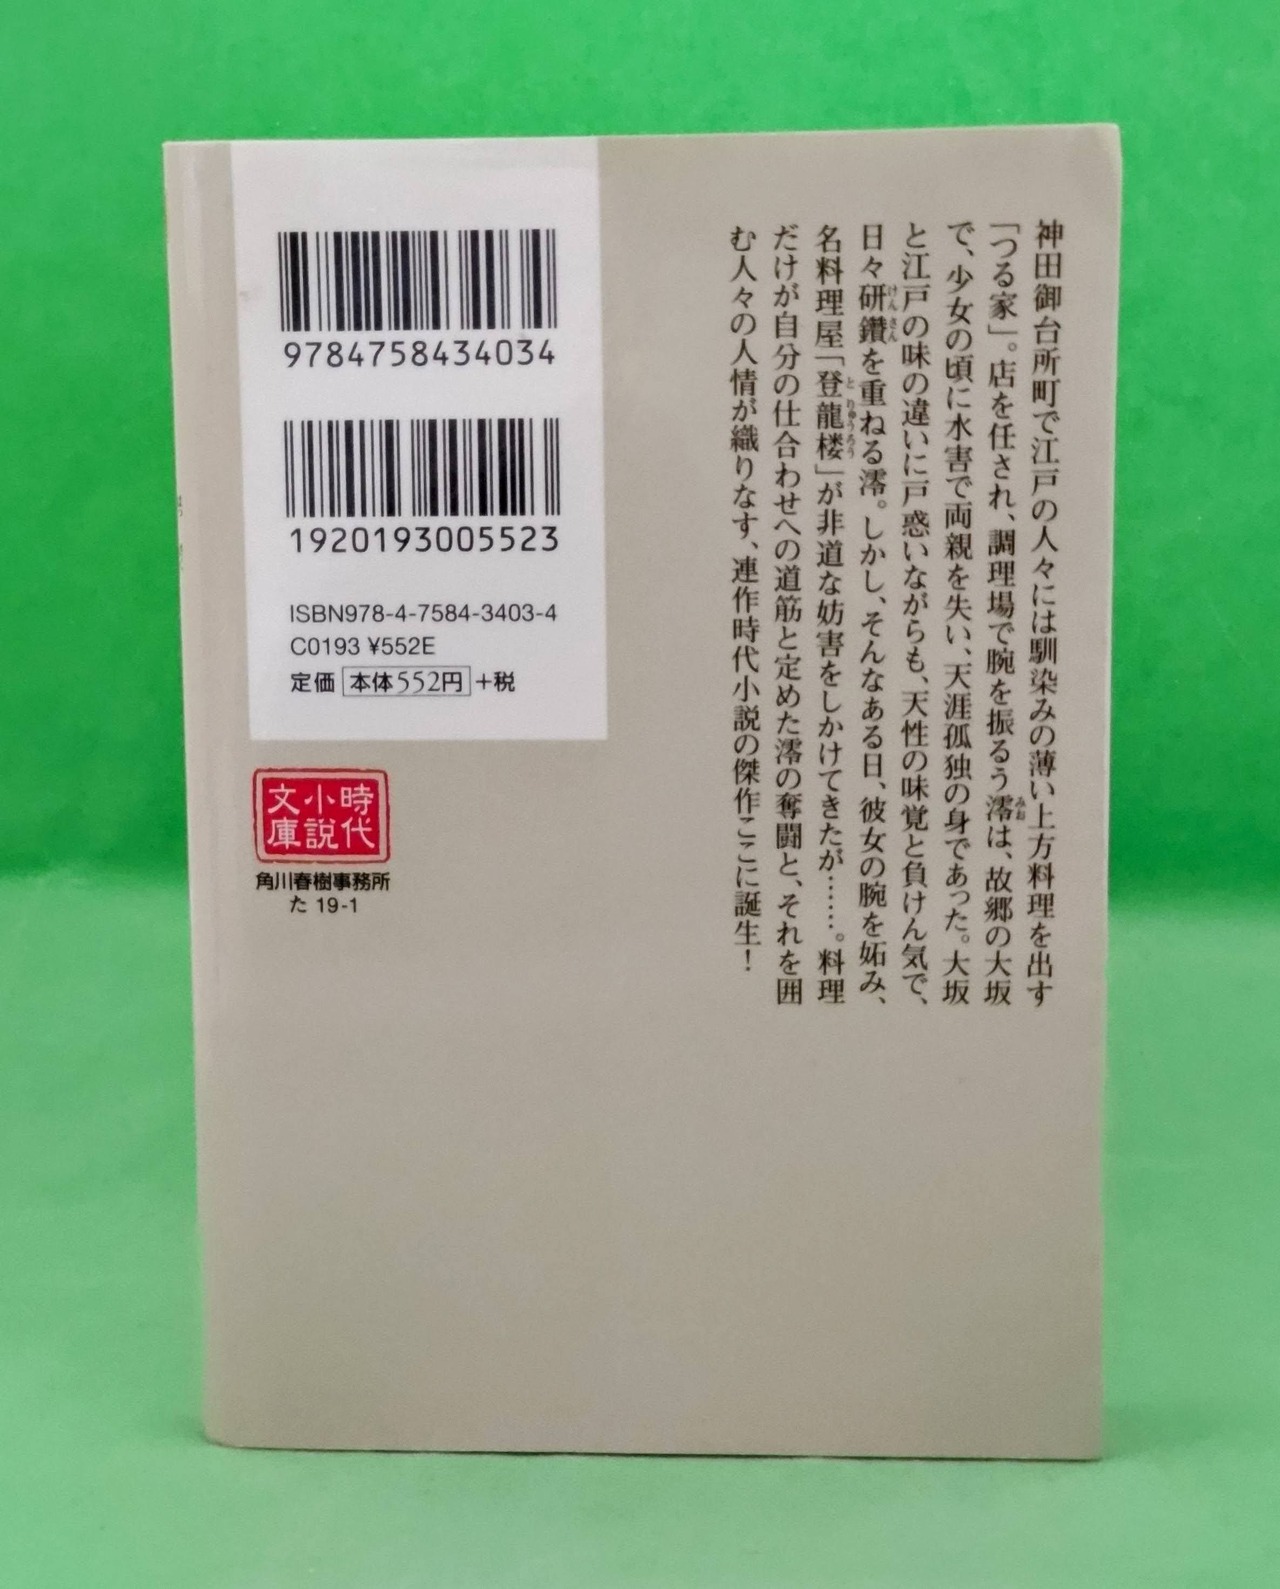 神田御台所町で江戸の人々には馴染みの薄い上方料理を出す
「つる家」。店を任され、調理場で腕を振るう澪は、故郷の大坂
みお
で、少女の頃に水害で両親を失い、天涯孤独の身であった。大坂
と江戸の味の違いに戸惑いながらも、天性の味覚と負けん気で、
日々研鑽を重ねる澪。しかし、そんなある日、彼女の腕を妬み、
けんさん
名料理屋「登龍楼」が非道な妨害をしかけてきたが……。料理
とりゅうろう
だけが自分の仕合わせへの道筋と定めた澪の奮闘と、それを囲
む人々の人情が織りなす、連作時代小説の傑作ここに誕生！
9784758434034
1920193005523
ISBN978-4-7584-3403-4
C0193 ¥552E
定価 本体552円 +税
時代
小説
文庫
角川春樹事務所
た 19-1